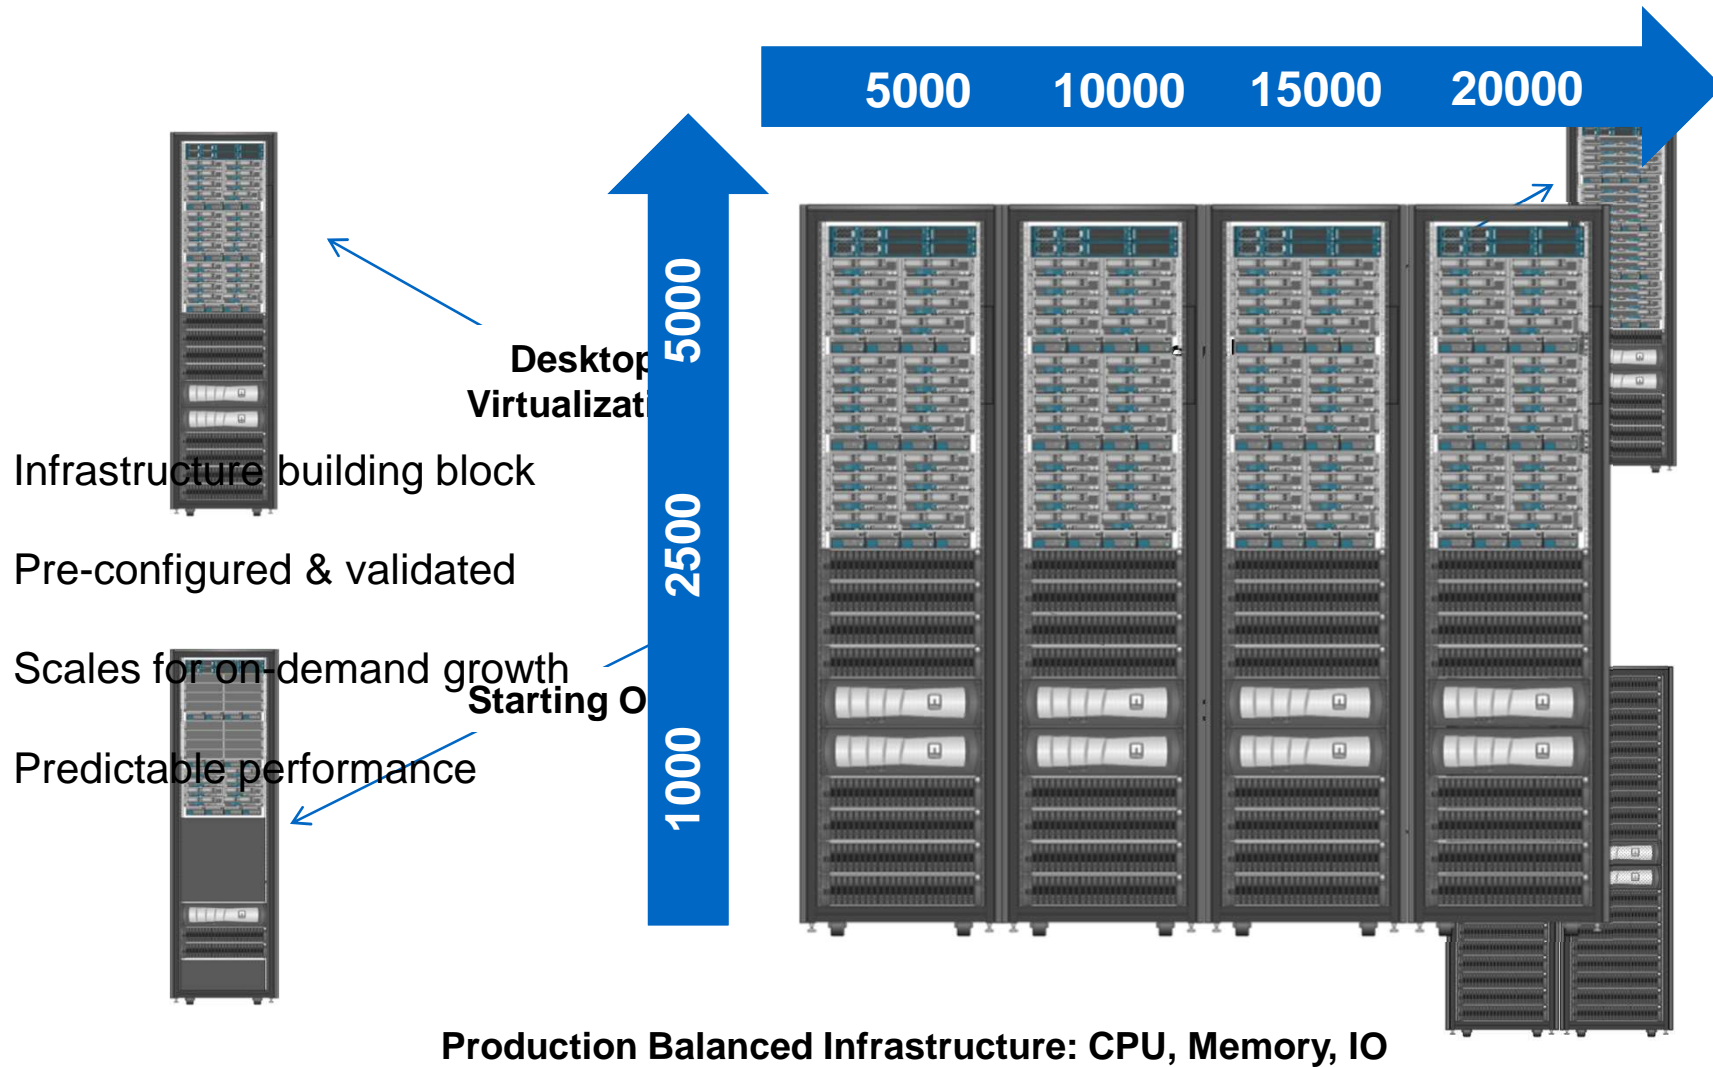 5000 10000 15000 20000
5000
2500
1000
Desktop
Virtualizati
Infrastructure building block
Pre-configured & validated
Scales for on-demand growth
Starting O
Predictable performance
Production Balanced Infrastructure: CPU, Memory, IO